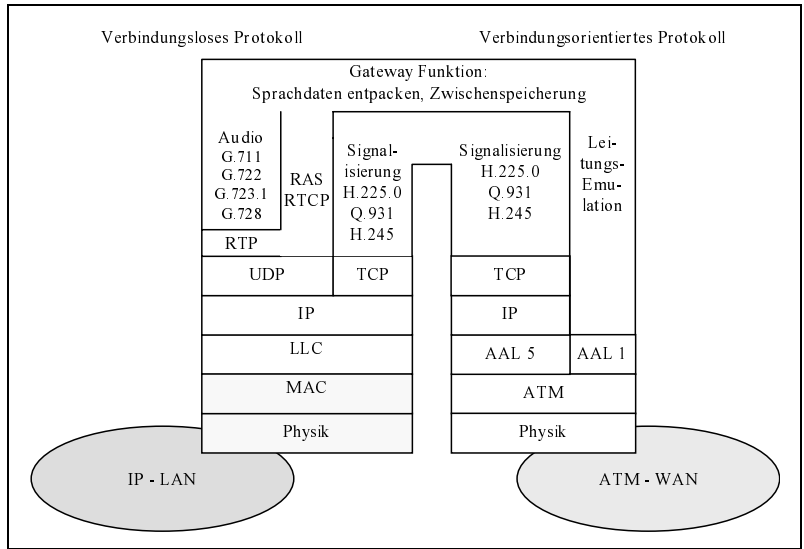 Verbindungsloses Protokoll
Verbindungsorientiertes Protokoll
Gateway Funktion:
Sprachdaten entpacken, Zwischenspeicherung
Audio
G.711
G.722
G.723.1
G.728
RTP
RAS
RTCP
Signal-
isierung
H.225.0
Q.931
H.245
UDP
TCP
IP
LLC
MAC
Physik
IP - LAN
Signalisierung
H.225.0
Q.931
H.245
Lei-
tungs-
Emu-
lation
TCP
IP
AAL 5
AAL 1
ATM
Physik
ATM - WAN